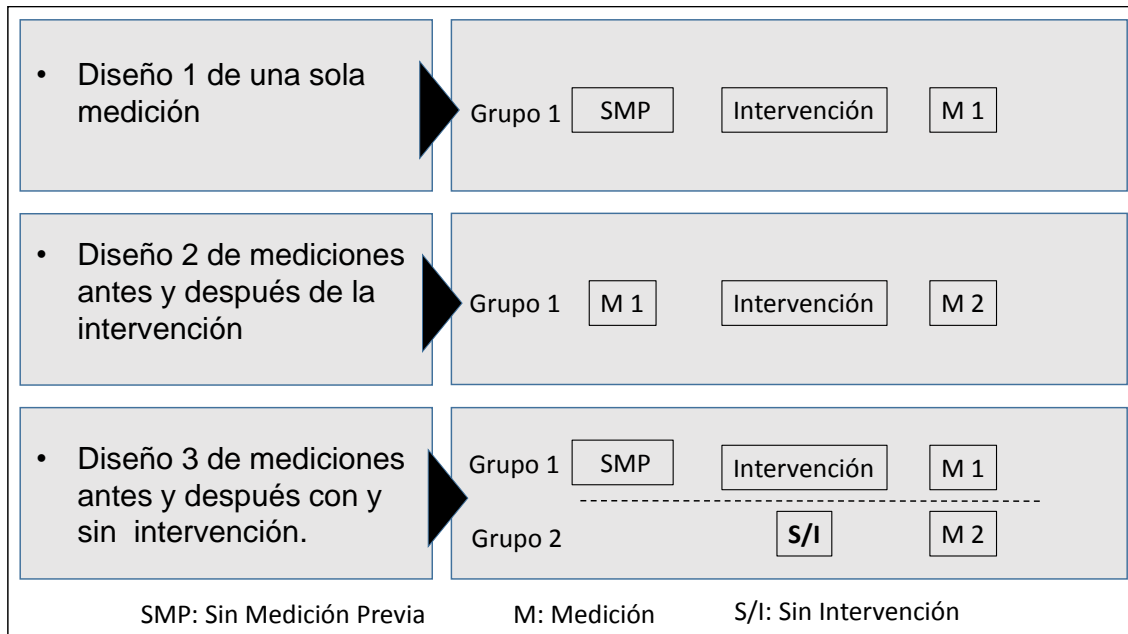 • Diseño 1 de una sola
medición
Grupo 1 SMP Intervención M 1
• Diseño 2 de mediciones
antes y después de la
intervención
Grupo 1 M 1 Intervención M 2
• Diseño 3 de mediciones
antes y después con y
sin intervención.
Grupo 1 SMP Intervención M 1
Grupo 2 S/I M 2
SMP: Sin Medición Previa M: Medición S/I: Sin Intervención